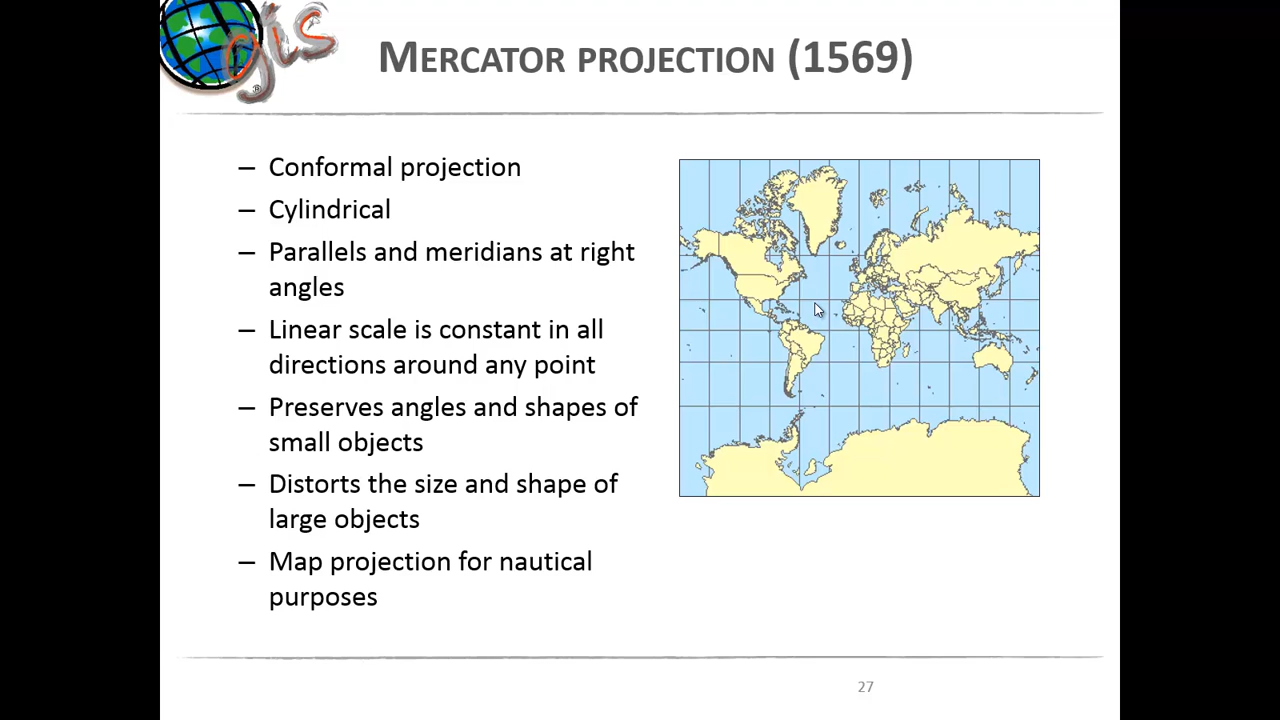 gis
®
MERCATOR PROJECTION (1569)
– Conformal projection
– Cylindrical
– Parallels and meridians at right
angles
– Linear scale is constant in all
directions around any point
– Preserves angles and shapes of
small objects
– Distorts the size and shape of
large objects
– Map projection for nautical
purposes
27